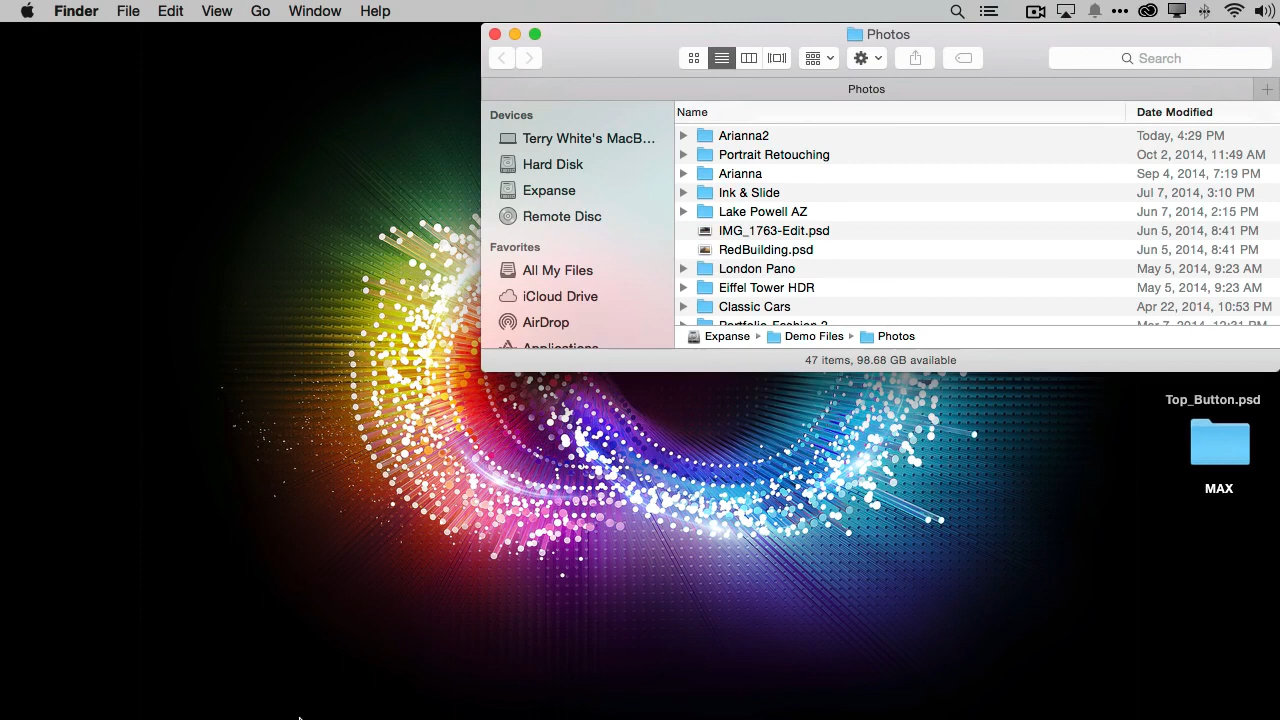 Finder File Edit View Go Window Help
Photos
Search
Photos
Devices
Terry White's MacB...
Hard Disk
Expanse
Remote Disc
Favorites
All My Files
iCloud Drive
AirDrop
Applications
Name Date Modified
Arianna2 Today, 4:29 PM
Portrait Retouching Oct 2, 2014, 11:49 AM
Arianna Sep 4, 2014, 7:19 PM
Ink & Slide Jul 7, 2014, 3:10 PM
Lake Powell AZ Jun 7, 2014, 2:15 PM
IMG_1763-Edit.psd Jun 5, 2014, 8:41 PM
RedBuilding.psd Jun 5, 2014, 8:41 PM
London Pano May 5, 2014, 9:23 AM
Eiffel Tower HDR May 5, 2014, 9:23 AM
Classic Cars Apr 22, 2014, 10:53 PM
Expanse Demo Files Photos
47 items, 98.68 GB available
Top_Button.psd
MAX